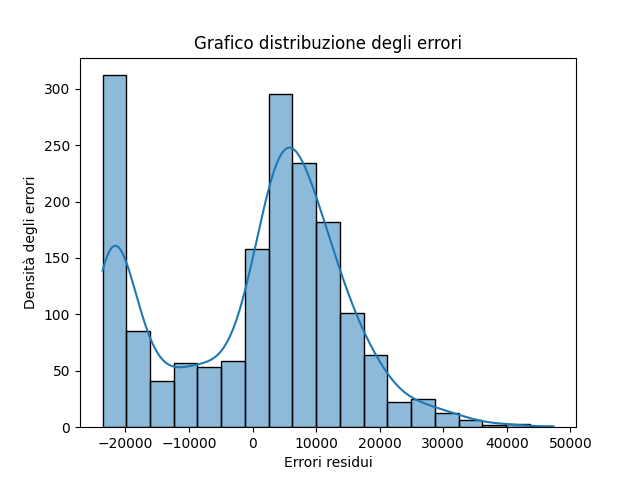 Grafico distribuzione degli errori
Densità degli errori
300
250
200
150
100
50
0
−20000 −10000 0 10000 20000 30000 40000 50000
Errori residui